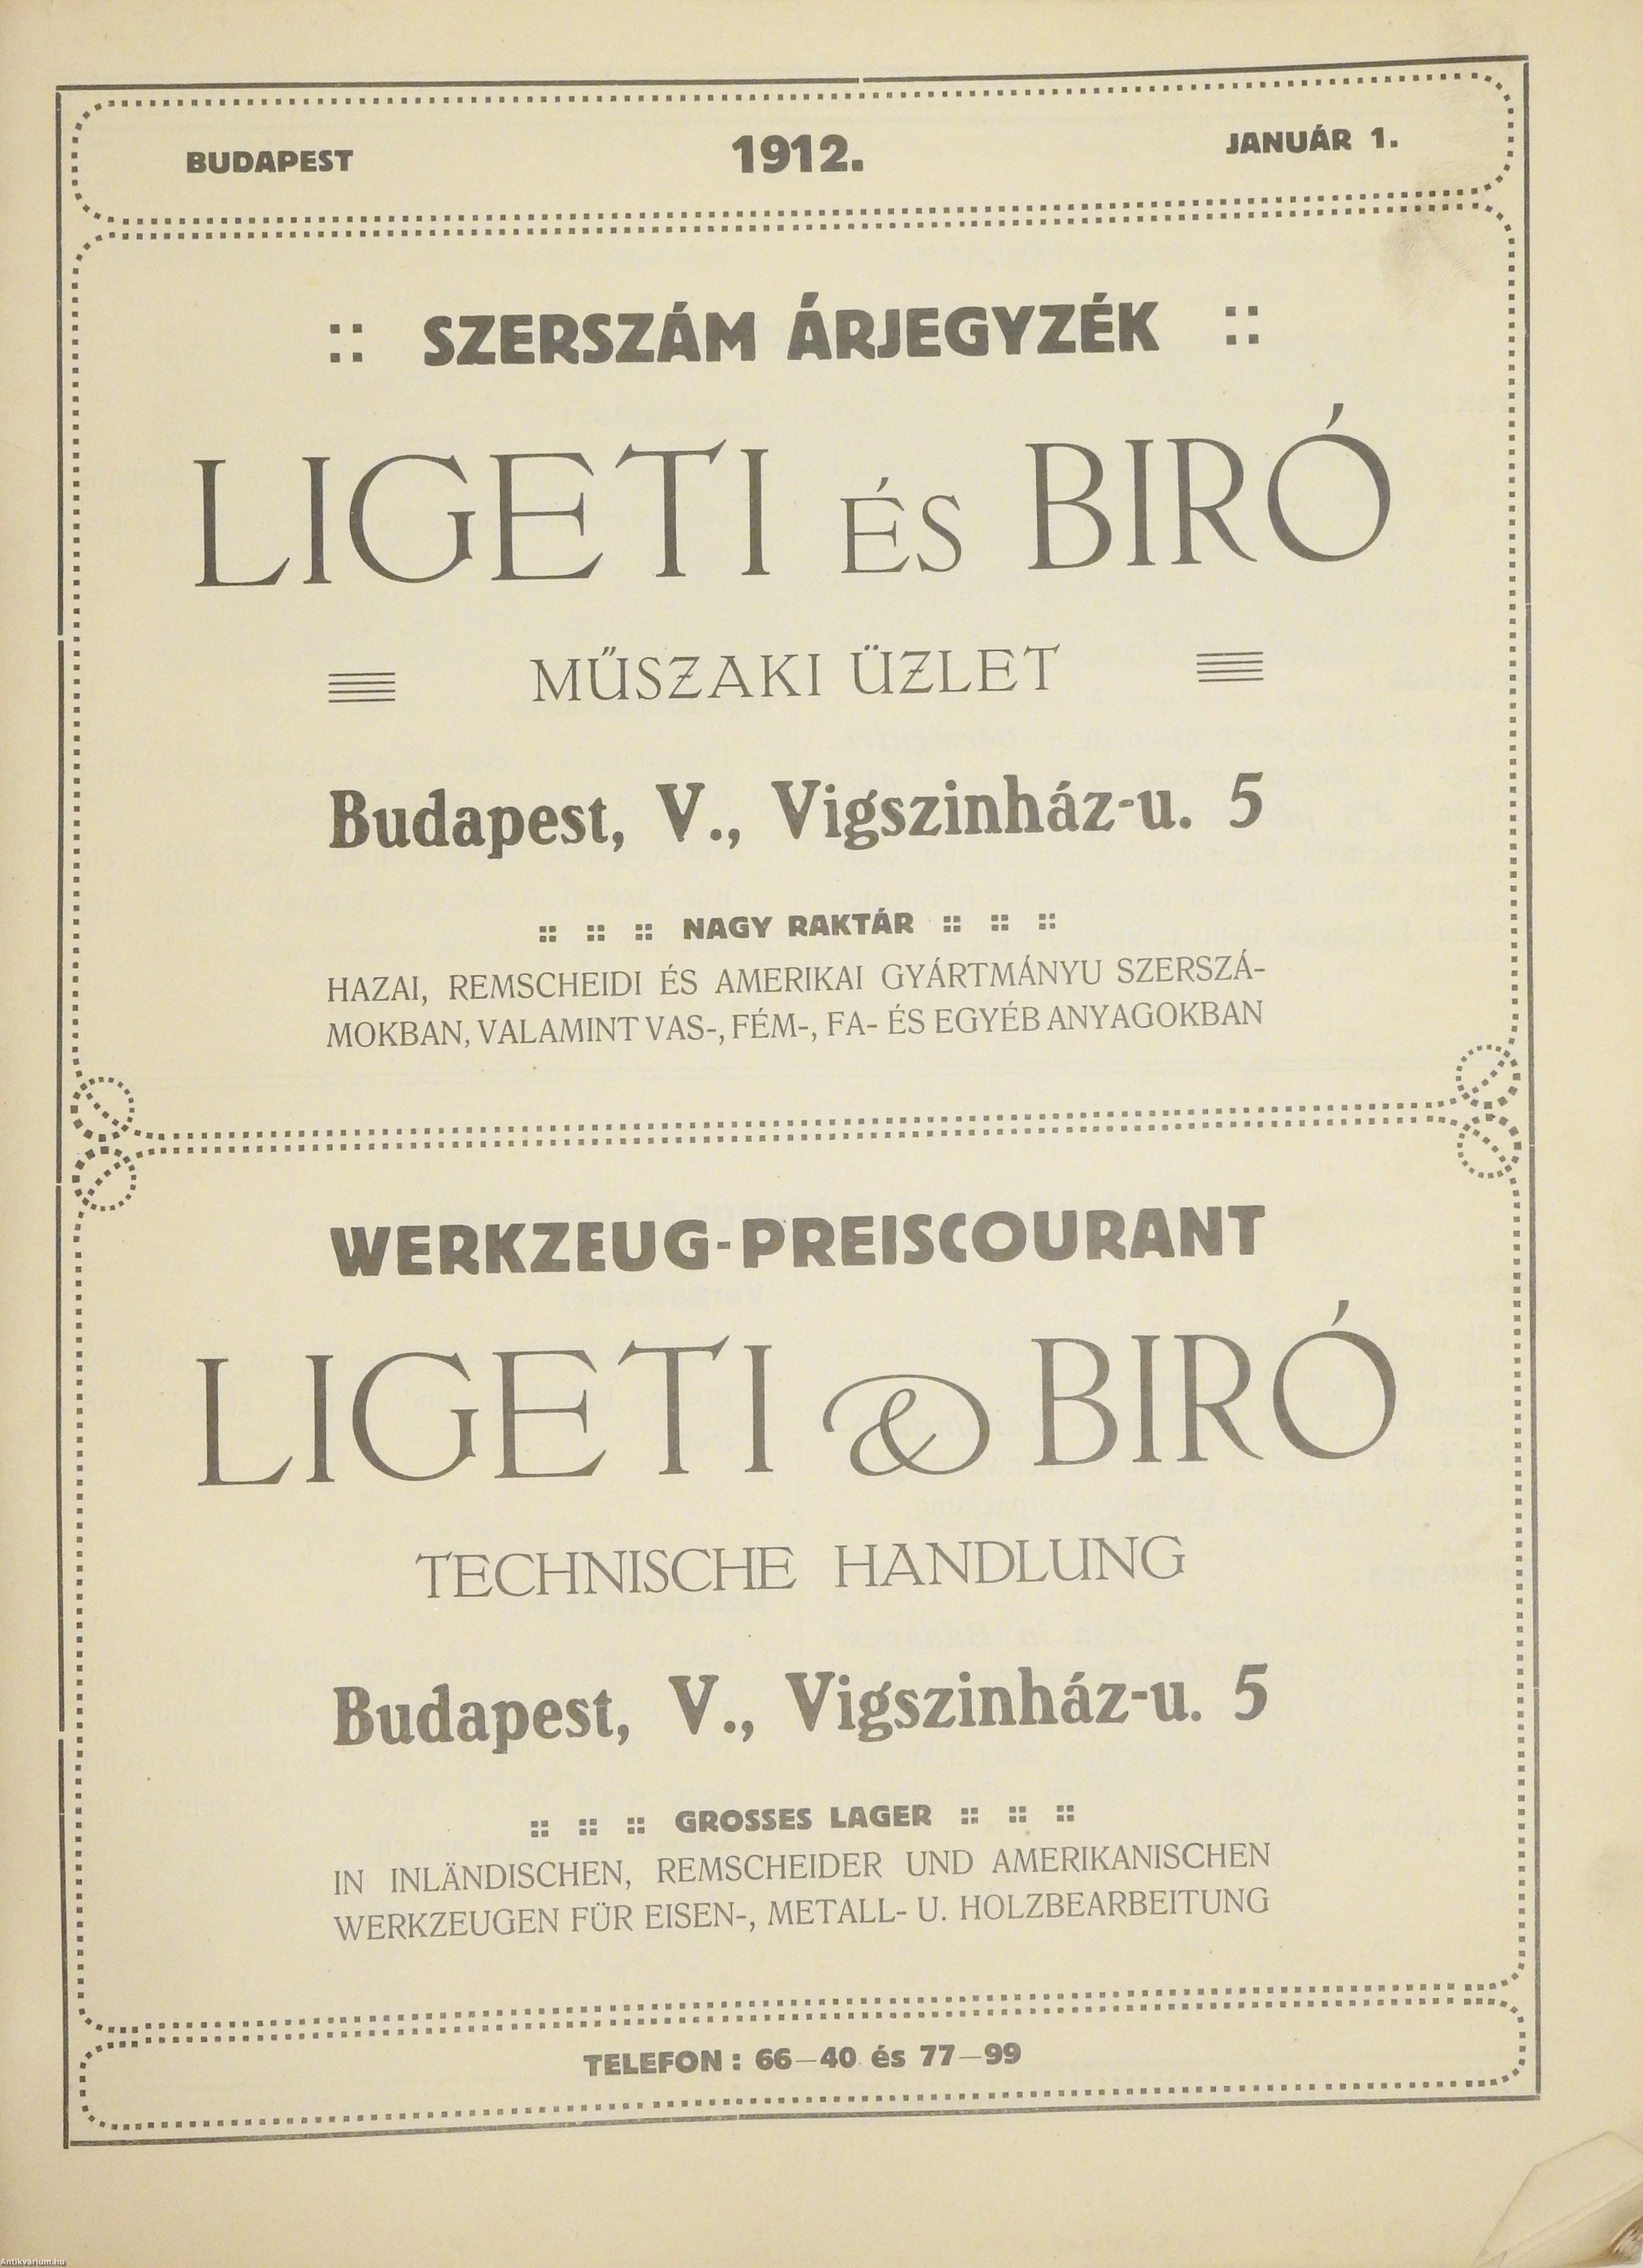 BUDAPEST 1912. JANUÁR 1.
SZERSZÁM ÁRJEGYZÉK
LIGETI ÉS BIRÓ
MŰSZAKI ÜZLET
Budapest, V., Vigszinház-u. 5
NAGY RAKTÁR
HAZAI, REMSCHEIDI ÉS AMERIKAI GYÁRTMÁNYU SZERSZÁ-
MOKBAN, VALAMINT VAS-, FÉM-, FA- ÉS EGYÉB ANYAGOKBAN
WERKZEUG-PREISCOURANT
LIGETI & BIRÓ
TECHNISCHE HANDLUNG
Budapest, V., Vigszinház-u. 5
GROSSES LAGER
IN INLÄNDISCHEN, REMSCHEIDER UND AMERIKANISCHEN
WERKZEUGEN FÜR EISEN-, METALL- U. HOLZBEARBEITUNG
TELEFON : 66—40 és 77—99
Antikvarium.hu